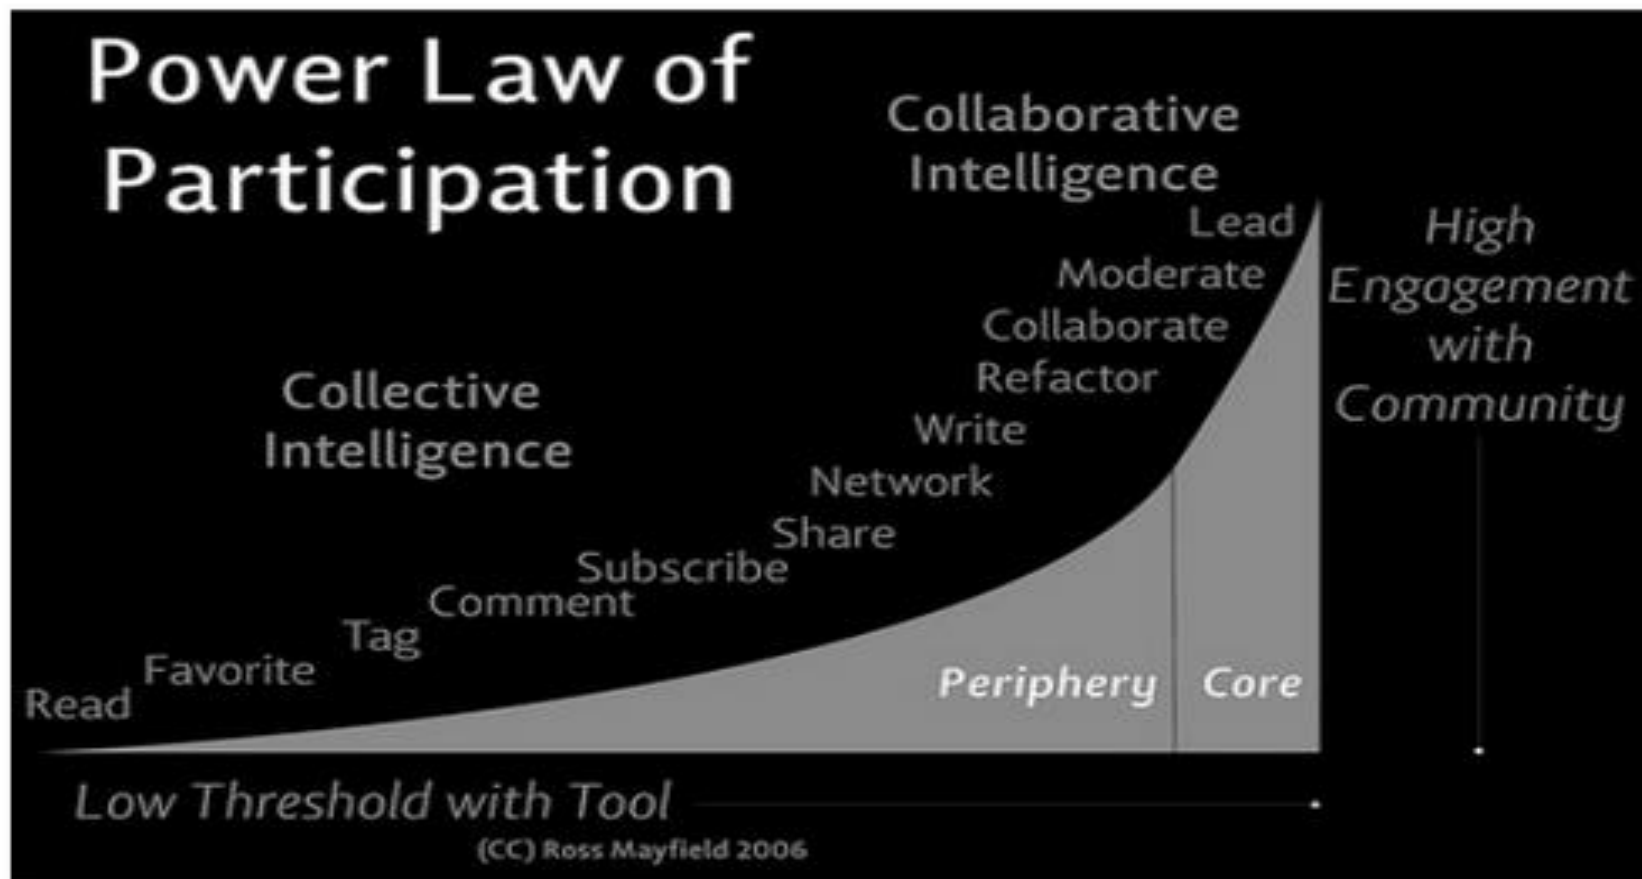 Power Law of
Participation
Collaborative
Intelligence
Lead
Moderate
Collaborate
Refactor
Write
Network
Share
Subscribe
Comment
Tag
Favorite
Read
Collective
Intelligence
High
Engagement
with
Community
Periphery
Core
Low Threshold with Tool
(CC) Ross Mayfield 2006